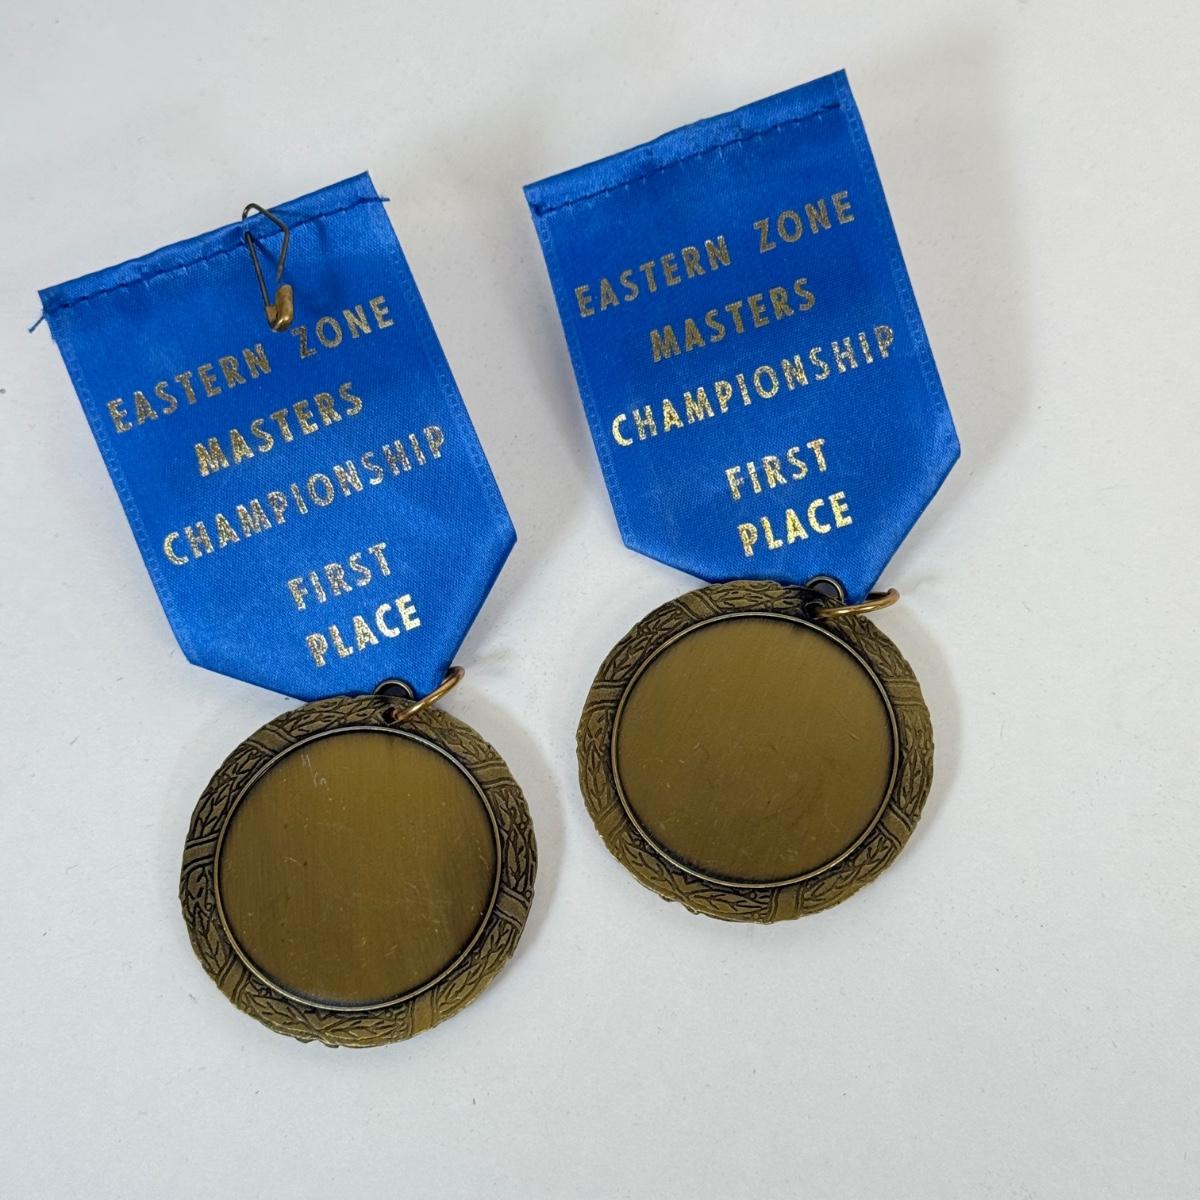 EASTERN ZONE
MASTERS
CHAMPIONSHIP
FIRST
PLACE
EASTERN ZONE
MASTERS
CHAMPIONSHIP
FIRST
PLACE